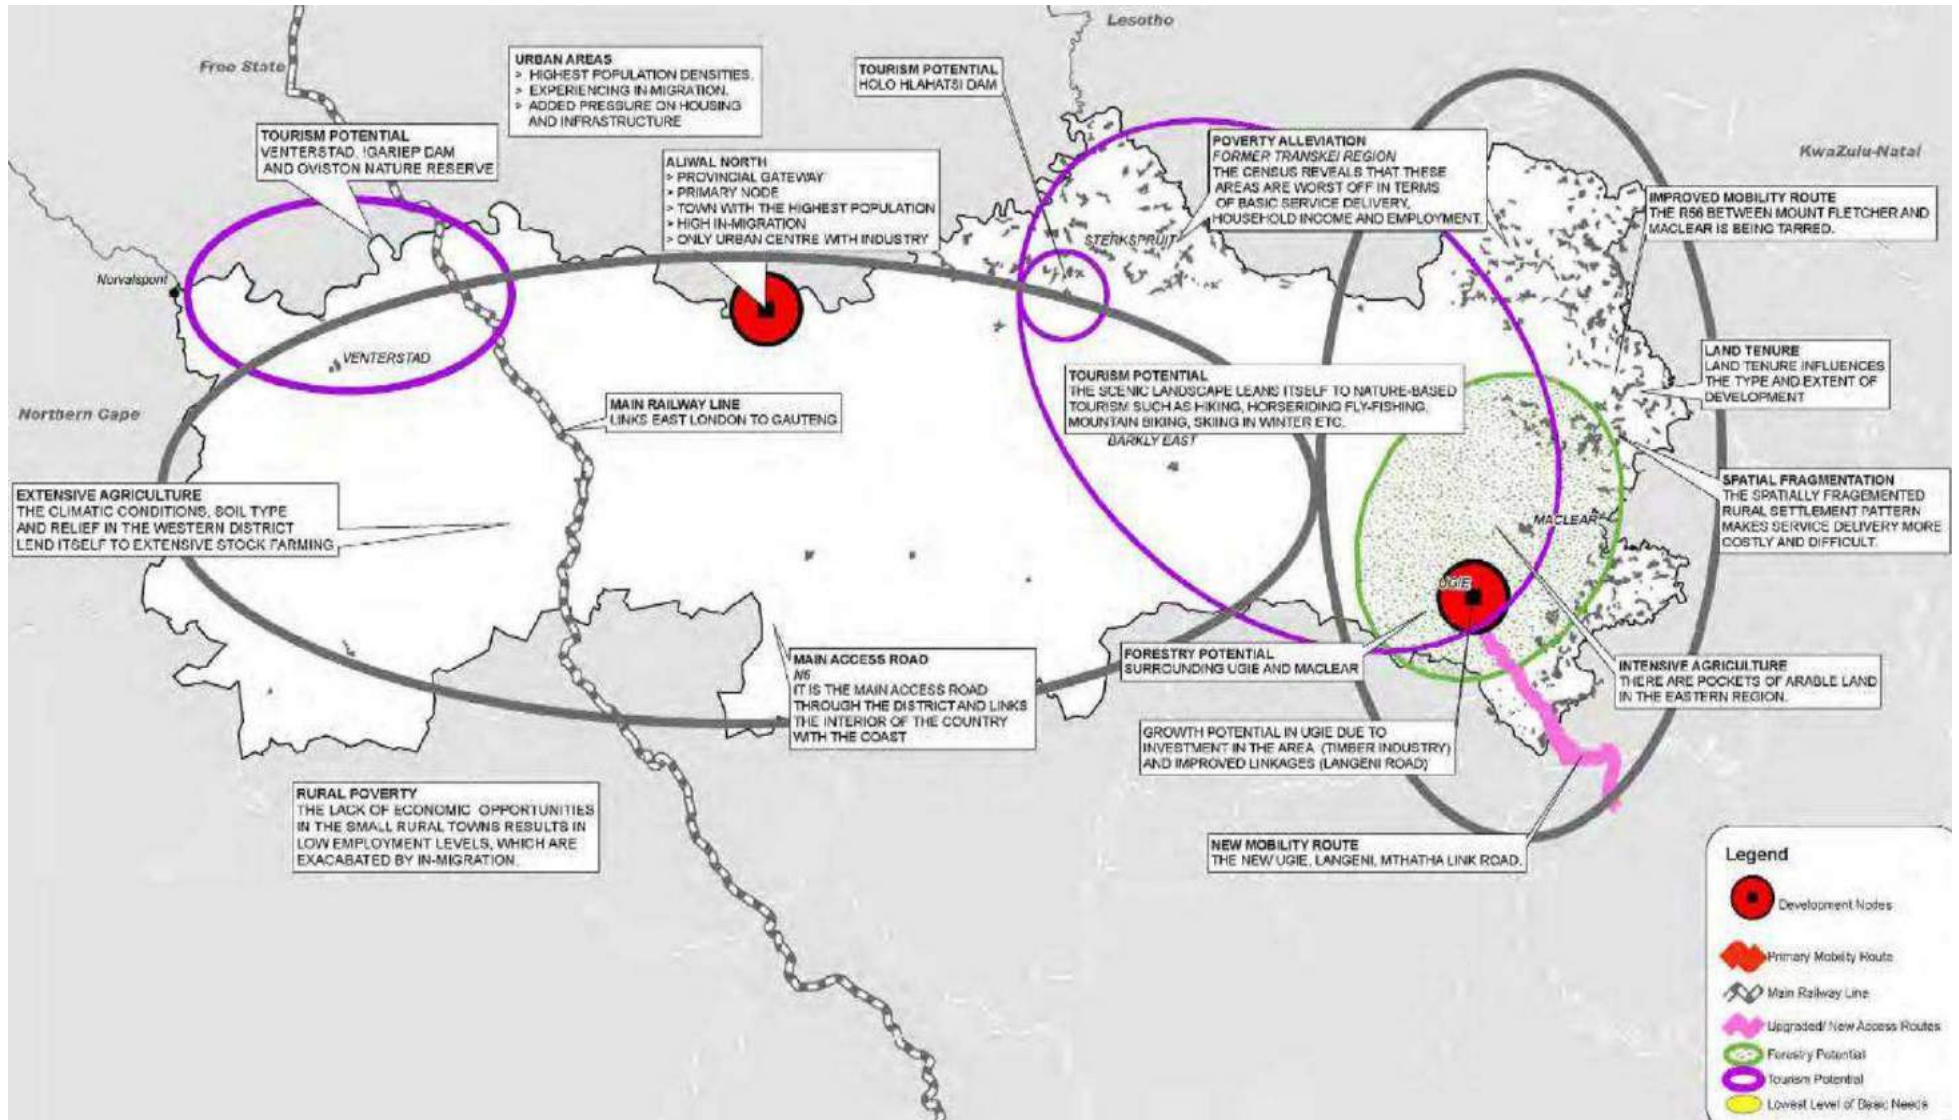 Lesotho
Free State
URBAN AREAS
> HIGHEST POPULATION DENSITIES.
> EXPERIENCING IN-MIGRATION.
> ADDED PRESSURE ON HOUSING
AND INFRASTRUCTURE
TOURISM POTENTIAL
HOLO HLAHATSI DAM
TOURISM POTENTIAL
VENTERSTAD, !GARIEP DAM
AND OVISTON NATURE RESERVE
ALIWAL NORTH
> PROVINCIAL GATEWAY
> PRIMARY NODE
> TOWN WITH THE HIGHEST POPULATION
> HIGH IN-MIGRATION
> ONLY URBAN CENTRE WITH INDUSTRY
POVERTY ALLEVIATION
FORMER TRANSKEI REGION
THE CENSUS REVEALS THAT THESE
AREAS ARE WORST OFF IN TERMS
OF BASIC SERVICE DELIVERY,
HOUSEHOLD INCOME AND EMPLOYMENT.
KwaZulu-Natal
IMPROVED MOBILITY ROUTE
THE R56 BETWEEN MOUNT FLETCHER AND
MACLEAR IS BEING TARRED.
STERKSPRUIT
Norvalspont
VENTERSTAD
LAND TENURE
LAND TENURE INFLUENCES
THE TYPE AND EXTENT OF
DEVELOPMENT
TOURISM POTENTIAL
THE SCENIC LANDSCAPE LEANS ITSELF TO NATURE-BASED
TOURISM SUCH AS HIKING, HORSERIDING FLY-FISHING,
MOUNTAIN BIKING, SKIING IN WINTER ETC.
BARKLY EAST
MAIN RAILWAY LINE
LINKS EAST LONDON TO GAUTENG
Northern Cape
EXTENSIVE AGRICULTURE
THE CLIMATIC CONDITIONS, SOIL TYPE
AND RELIEF IN THE WESTERN DISTRICT
LEND ITSELF TO EXTENSIVE STOCK FARMING
SPATIAL FRAGMENTATION
THE SPATIALLY FRAGEMENTED
RURAL SETTLEMENT PATTERN
MAKES SERVICE DELIVERY MORE
COSTLY AND DIFFICULT.
MACLEAR
UGIE
MAIN ACCESS ROAD
N6
IT IS THE MAIN ACCESS ROAD
THROUGH THE DISTRICT AND LINKS
THE INTERIOR OF THE COUNTRY
WITH THE COAST
FORESTRY POTENTIAL
SURROUNDING UGIE AND MACLEAR
INTENSIVE AGRICULTURE
THERE ARE POCKETS OF ARABLE LAND
IN THE EASTERN REGION.
GROWTH POTENTIAL IN UGIE DUE TO
INVESTMENT IN THE AREA (TIMBER INDUSTRY)
AND IMPROVED LINKAGES (LANGENI ROAD)
RURAL POVERTY
THE LACK OF ECONOMIC OPPORTUNITIES
IN THE SMALL RURAL TOWNS RESULTS IN
LOW EMPLOYMENT LEVELS, WHICH ARE
EXACABATED BY IN-MIGRATION.
NEW MOBILITY ROUTE
THE NEW UGIE, LANGENI, MTHATHA LINK ROAD.
Legend
Development Nodes
Primary Mobility Route
Main Railway Line
Upgraded/ New Access Routes
Forestry Potential
Tourism Potential
Lowest Level of Basic Needs